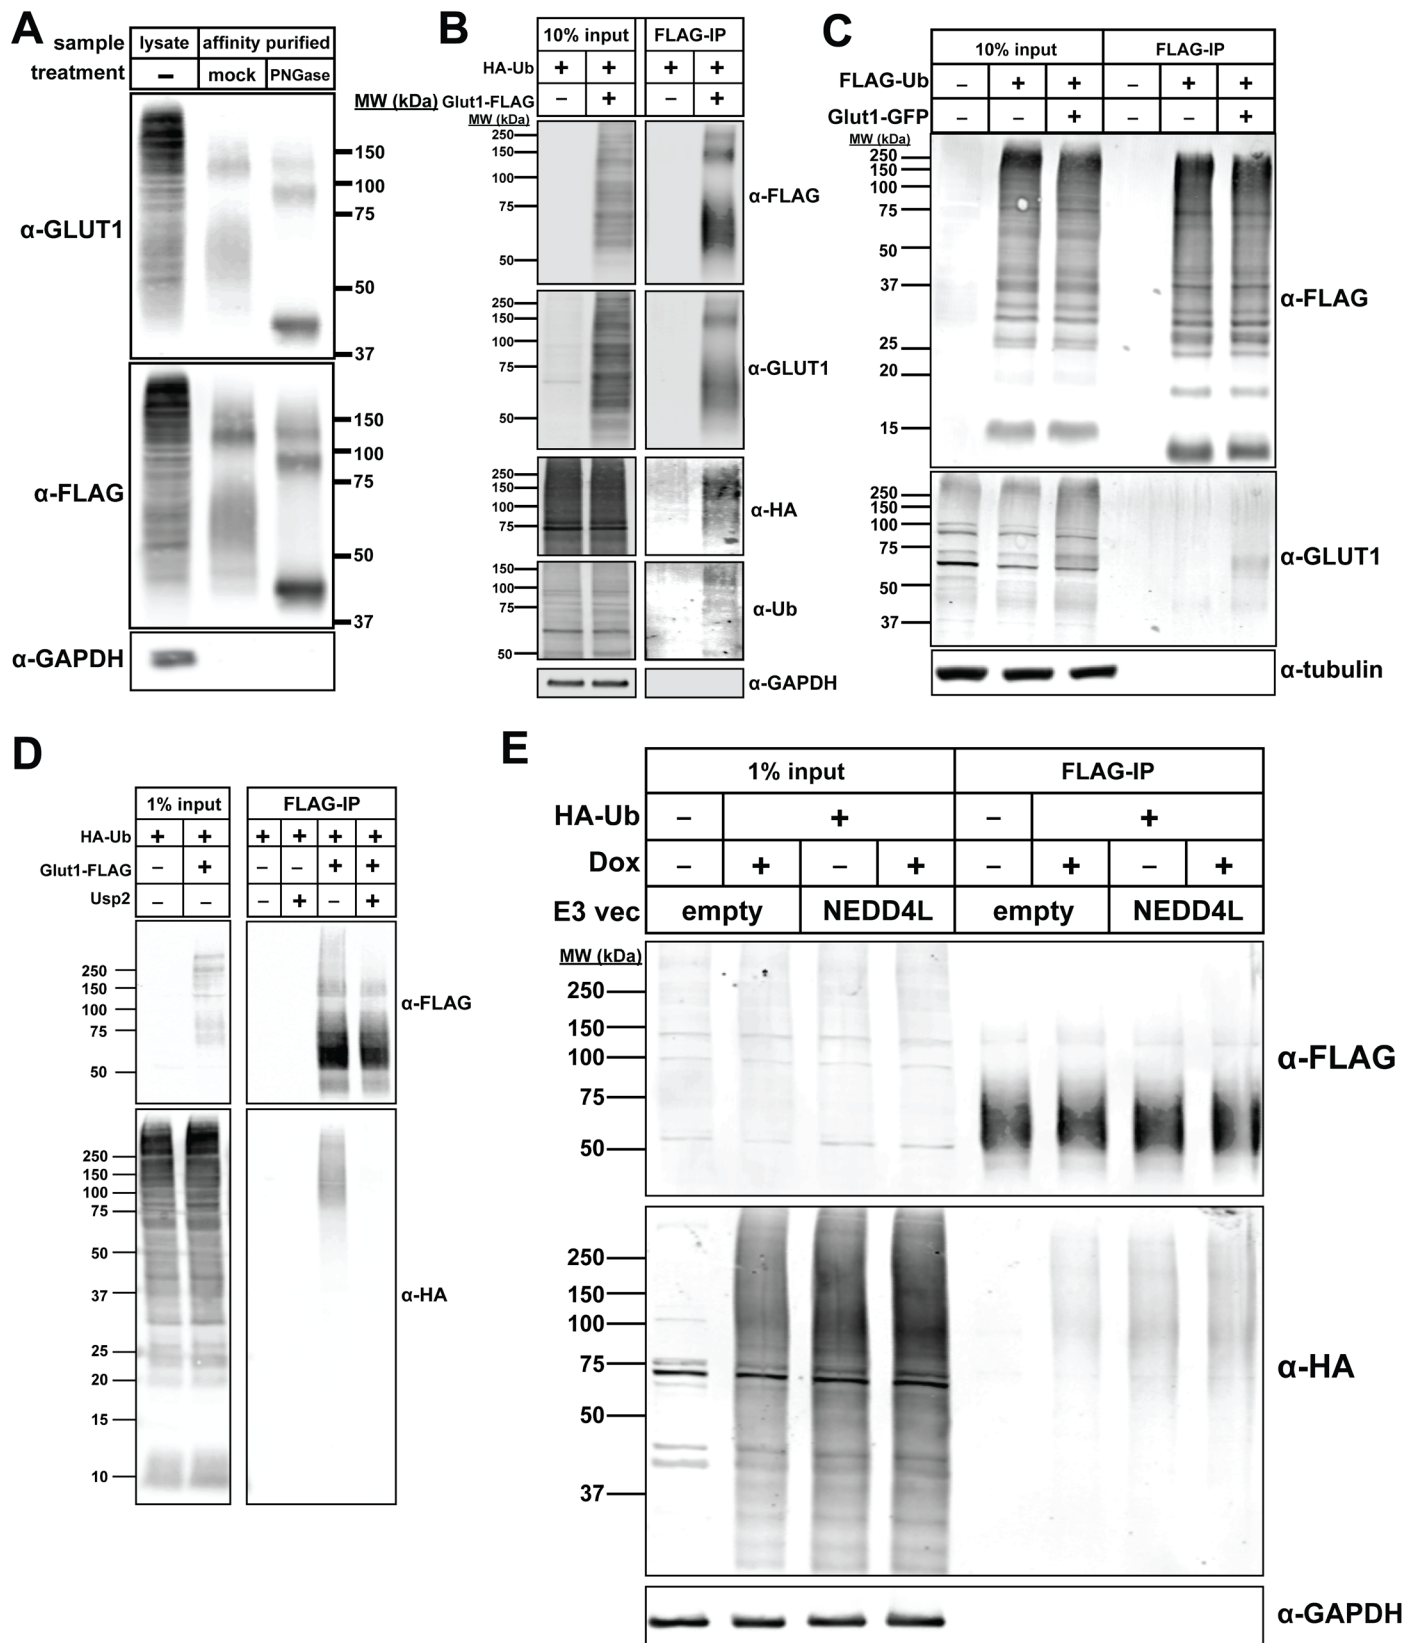 A
sample lysate affinity purified
treatment – mock PNGase
MW (kDa)
α-GLUT1
150
100
75
50
37
α-FLAG
150
100
75
50
37
α-GAPDH
B
10% input FLAG-IP
HA-Ub + + + +
Glut1-FLAG – + – +
MW (kDa)
250
150
100
75
50
α-FLAG
250
150
100
75
50
α-GLUT1
250
150
100
75
α-HA
150
100
75
50
α-Ub
α-GAPDH
C
10% input FLAG-IP
FLAG-Ub – + + – + +
Glut1-GFP – – + – – +
MW (kDa)
250
150
100
75
50
37
25
20
15
α-FLAG
250
150
100
75
50
37
α-GLUT1
α-tubulin
D
1% input FLAG-IP
HA-Ub + + + + + +
Glut1-FLAG – + – – + +
Usp2 – – – + – +
250
150
100
75
50
α-FLAG
250
150
100
75
50
37
25
20
15
10
α-HA
E
1% input FLAG-IP
HA-Ub – + – +
Dox – + – + – + – +
E3 vec empty NEDD4L empty NEDD4L
MW (kDa)
250
150
100
75
50
α-FLAG
250
150
100
75
50
37
α-HA
α-GAPDH